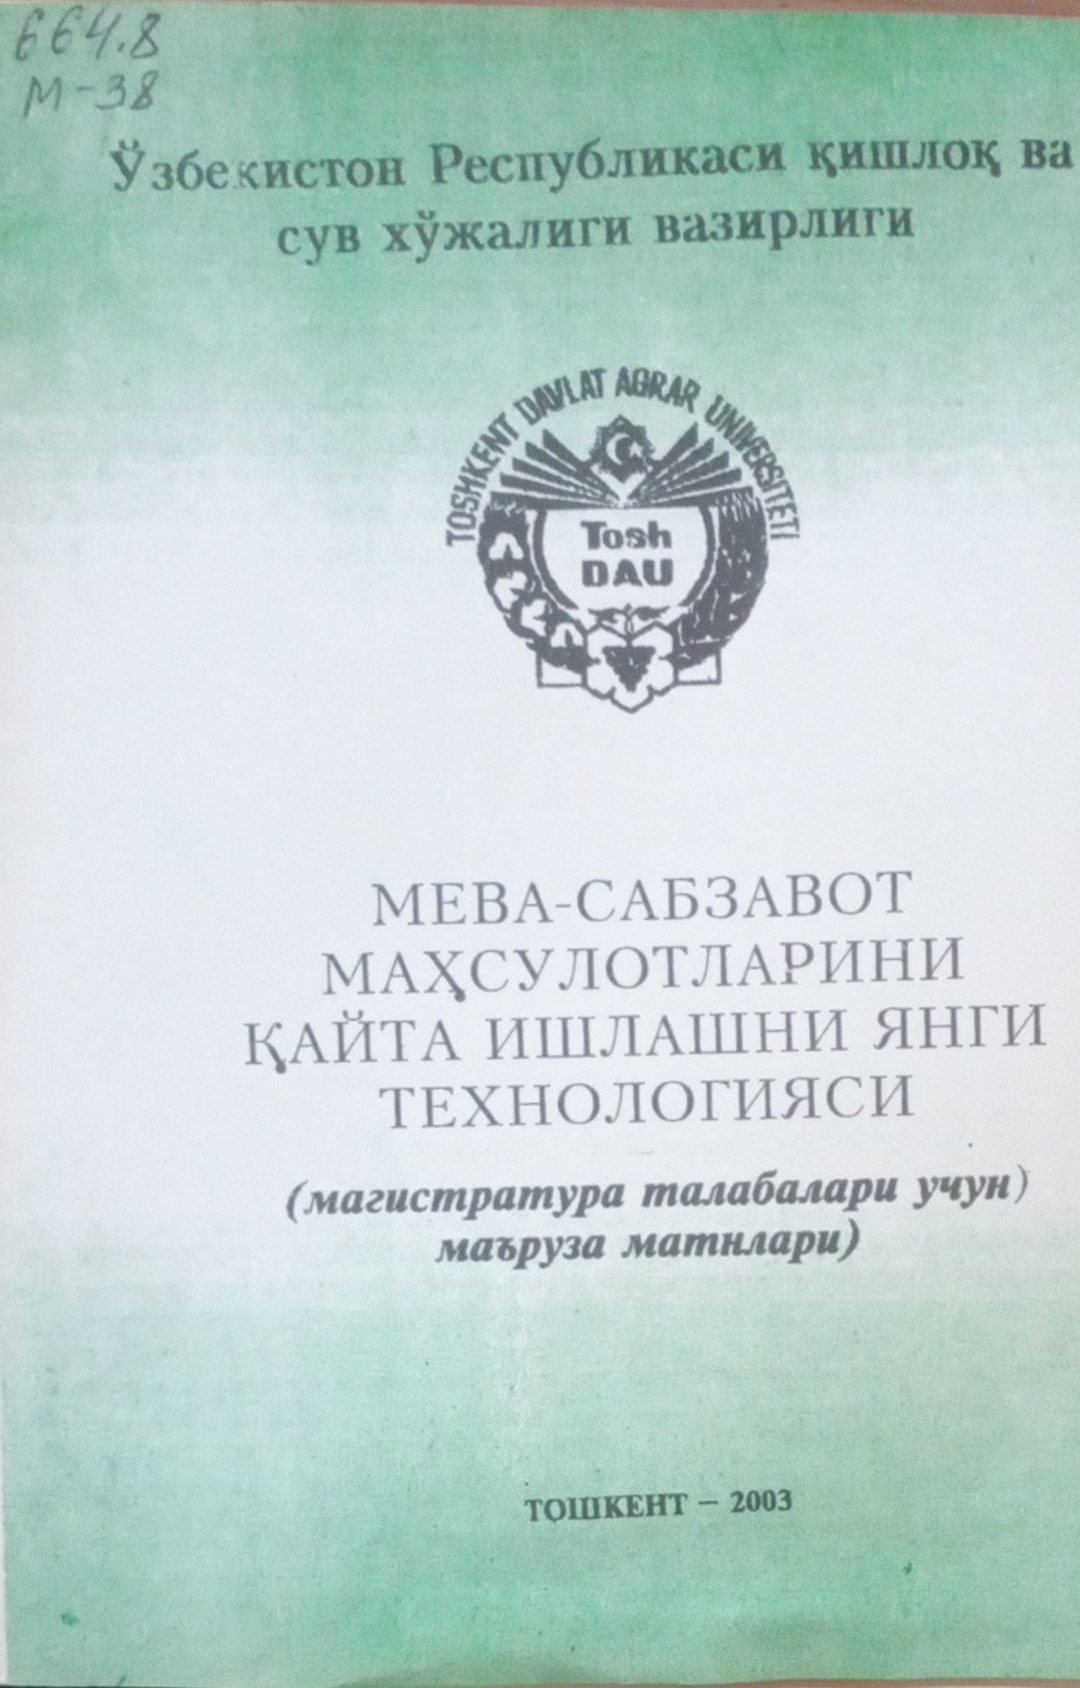 664.8
М-38
Ўзбекистон Республикаси қишлоқ ва
сув хўжалиги вазирлиги
TOSHKENT DAVLAT AGRAR UNIVERSITETI
Tosh
DAU
МЕВА-САБЗАВОТ
МАҲСУЛОТЛАРИНИ
ҚАЙТА ИШЛАШНИ ЯНГИ
ТЕХНОЛОГИЯСИ
(магистратура талабалари учун)
маъруза матнлари)
ТОШКЕНТ – 2003